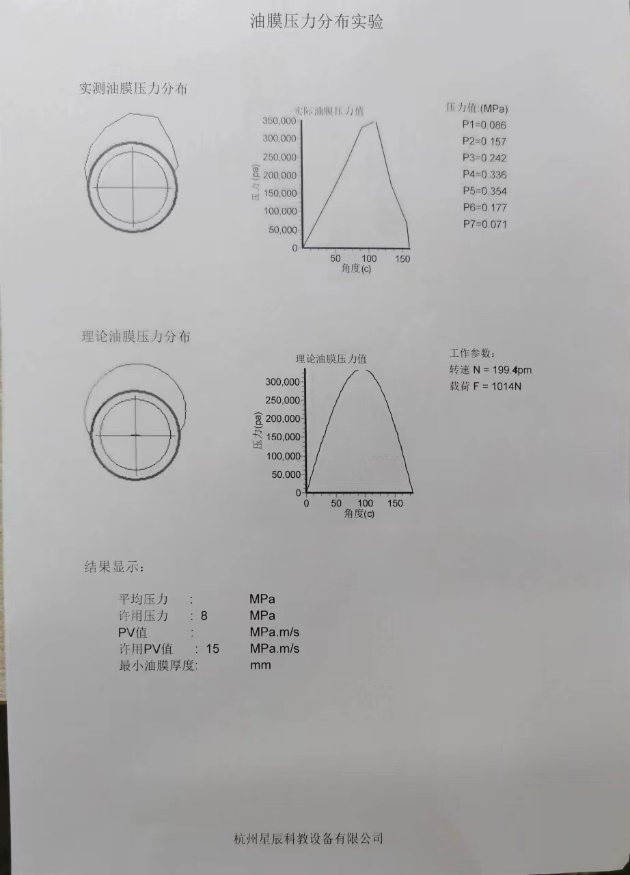 油膜压力分布实验
实测油膜压力分布
实际油膜压力值
压力(pa)
350,000
300,000
250,000
200,000
150,000
100,000
50,000
0
50 100 150
角度(c)
压力值:(MPa)
P1=0.086
P2=0.157
P3=0.242
P4=0.336
P5=0.354
P6=0.177
P7=0.071
理论油膜压力分布
理论油膜压力值
压力(pa)
300,000
250,000
200,000
150,000
100,000
50,000
0
0 50 100 150
角度(c)
工作参数:
转速 N = 199.4pm
载荷 F = 1014N
结果显示:
平均压力 : MPa
许用压力 : 8 MPa
PV值 : MPa.m/s
许用PV值 : 15 MPa.m/s
最小油膜厚度: mm
杭州星辰科教设备有限公司